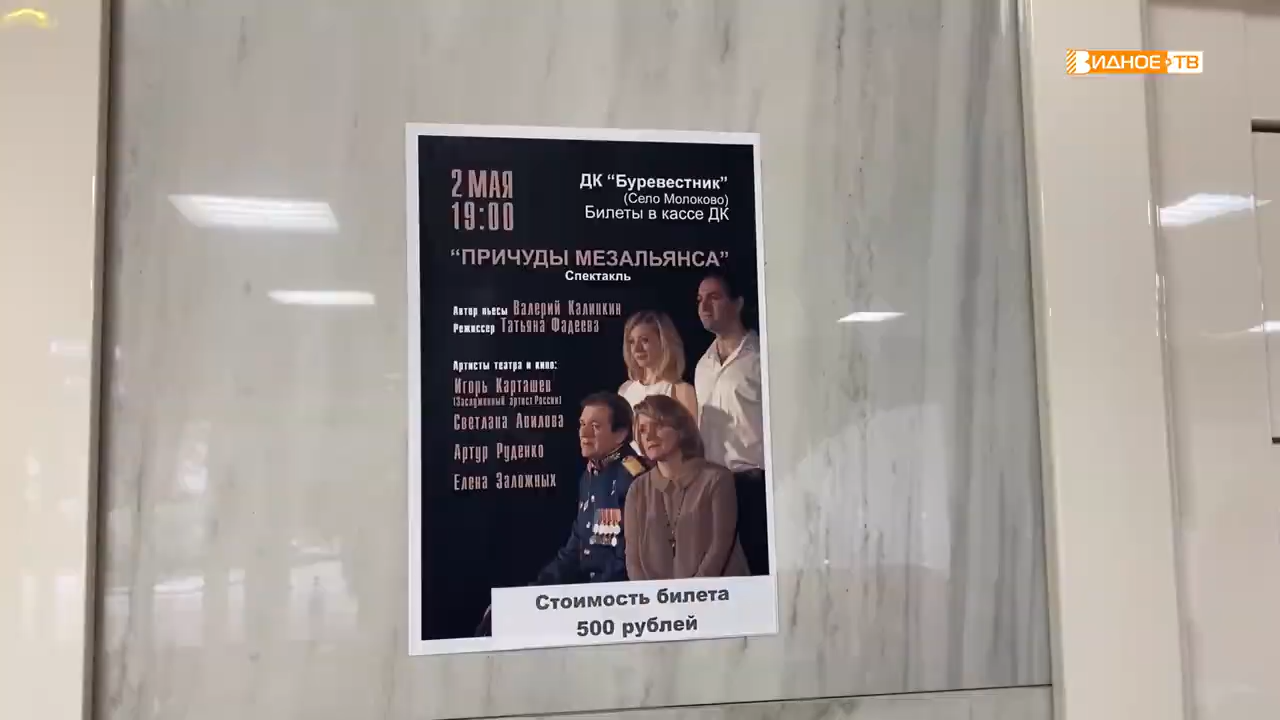 ВИДНОЕ ТВ
2 МАЯ
19:00
ДК “Буревестник”
(Село Молоково)
Билеты в кассе ДК
“ПРИЧУДЫ МЕЗАЛЬЯНСА”
Спектакль
Автор пьесы Валерий Калинкин
Режиссер Татьяна Фадеева
Артисты театра и кино:
Игорь Карташев
(Заслуженный артист России)
Светлана Авилова
Артур Руденко
Елена Заложных
Стоимость билета
500 рублей